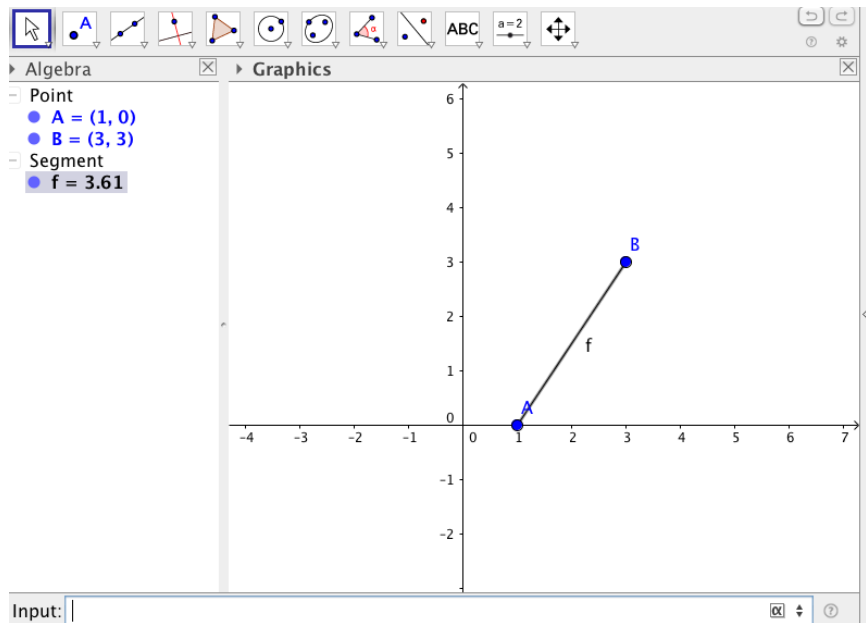 A α ABC a = 2
Algebra Graphics
Point
A = (1, 0)
B = (3, 3)
Segment
f = 3.61
6
5
4
B
3
2
f
1
A
0
-4 -3 -2 -1 0 1 2 3 4 5 6 7
-1
-2
Input: α